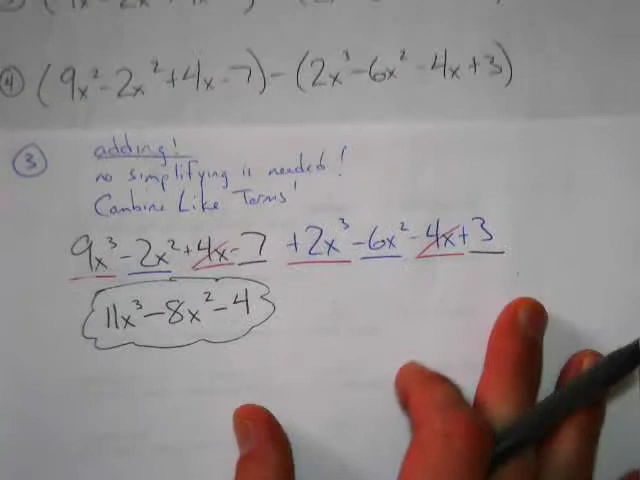 ④ (9x³-2x²+4x-7)-(2x³-6x²-4x+3)
③ adding!
no simplifying is needed!
Combine Like Terms!
9x³-2x²+4x-7 +2x³-6x²-4x+3
11x³-8x²-4